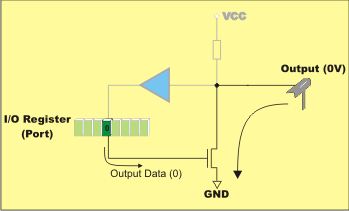 VCC
Output (0V)
I/O Register
(Port)
0
Output Data (0)
GND